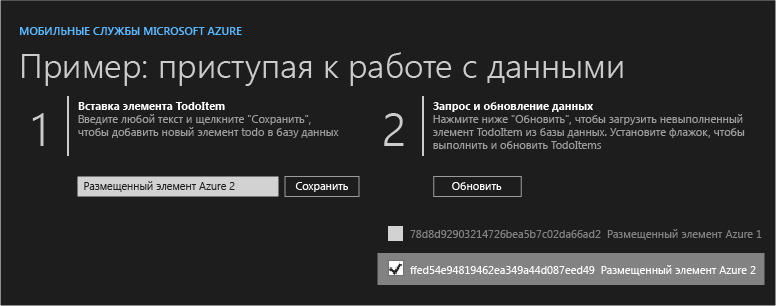 МОБИЛЬНЫЕ СЛУЖБЫ MICROSOFT AZURE
Пример: приступая к работе с данными
1
Вставка элемента TodoItem
Введите любой текст и щелкните "Сохранить",
чтобы добавить новый элемент todo в базу данных
Размещенный элемент Azure 2
Сохранить
2
Запрос и обновление данных
Нажмите ниже "Обновить", чтобы загрузить невыполненный
элемент TodoItem из базы данных. Установите флажок, чтобы
выполнить и обновить TodoItems
Обновить
78d8d92903214726bea5b7c02da66ad2 Размещенный элемент Azure 1
ffed54e94819462ea349a44d087eed49 Размещенный элемент Azure 2